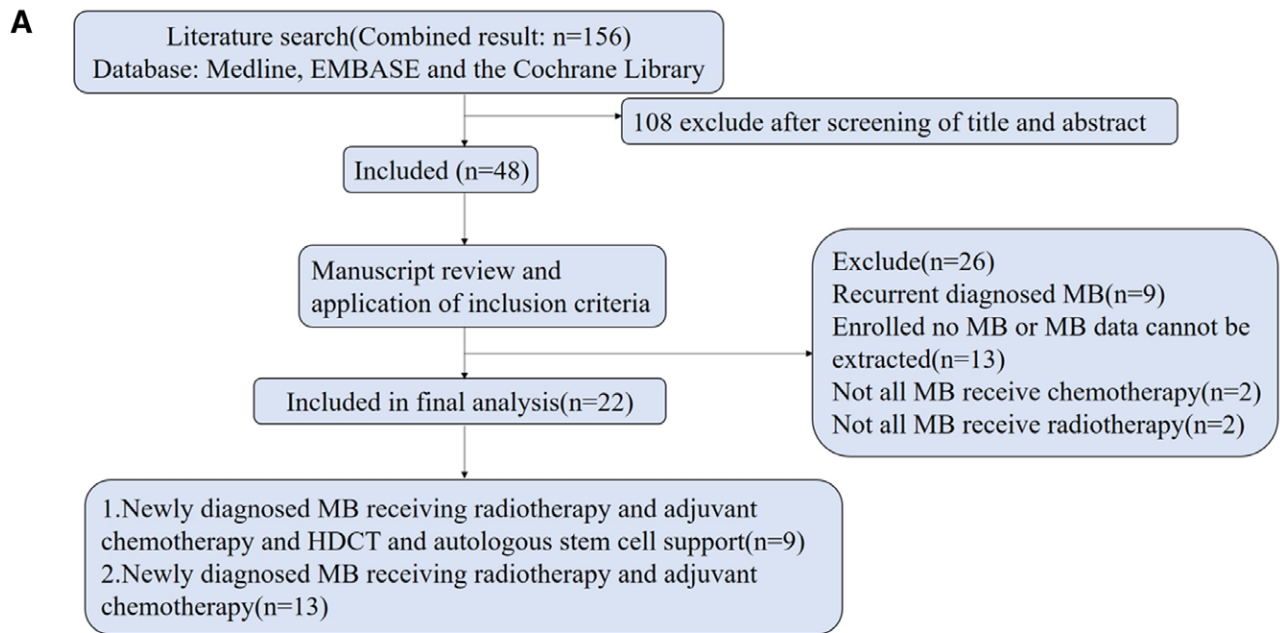 A
Literature search(Combined result: n=156)
Database: Medline, EMBASE and the Cochrane Library
108 exclude after screening of title and abstract
Included (n=48)
Manuscript review and
application of inclusion criteria
Exclude(n=26)
Recurrent diagnosed MB(n=9)
Enrolled no MB or MB data cannot be
extracted(n=13)
Not all MB receive chemotherapy(n=2)
Not all MB receive radiotherapy(n=2)
Included in final analysis(n=22)
1.Newly diagnosed MB receiving radiotherapy and adjuvant
chemotherapy and HDCT and autologous stem cell support(n=9)
2.Newly diagnosed MB receiving radiotherapy and adjuvant
chemotherapy(n=13)